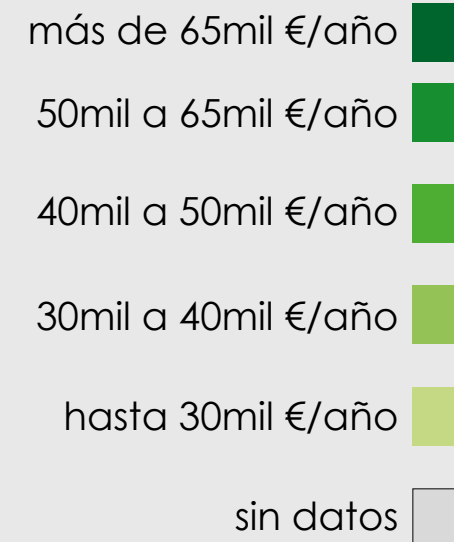 más de 65mil €/año
50mil a 65mil €/año
40mil a 50mil €/año
30mil a 40mil €/año
hasta 30mil €/año
sin datos